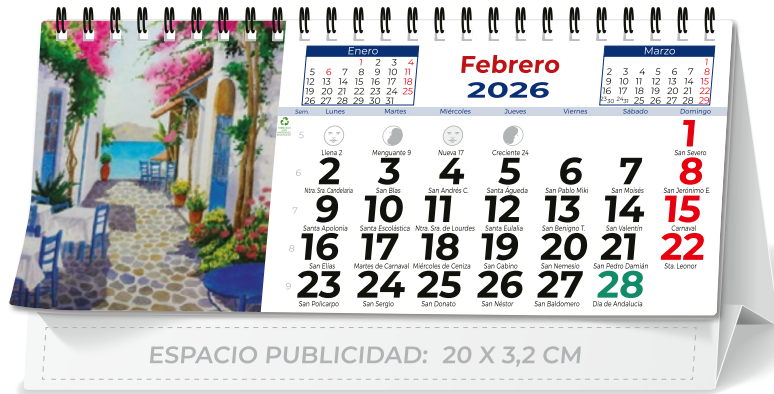 Enero
1 2 3 4
5 6 7 8 9 10 11
12 13 14 15 16 17 18
19 20 21 22 23 24 25
26 27 28 29 30 31
Febrero
2026
Marzo
1
2 3 4 5 6 7 8
9 10 11 12 13 14 15
16 17 18 19 20 21 22
23/30 24/31 25 26 27 28 29
Sem. Lunes Martes Miércoles Jueves Viernes Sábado Domingo
5 1
Llena 2 Menguante 9 Nueva 17 Creciente 24 San Severo
6 2 3 4 5 6 7 8
Ntra. Sra. Candelaria San Blas San Andrés C. Santa Águeda San Pablo Miki San Moisés San Jerónimo E.
7 9 10 11 12 13 14 15
Santa Apolonia Santa Escolástica Ntra. Sra. de Lourdes Santa Eulalia San Benigno T. San Valentín Carnaval
8 16 17 18 19 20 21 22
San Elías Martes de Carnaval Miércoles de Ceniza San Gabino San Nemesio San Pedro Damián Sta. Leonor
9 23 24 25 26 27 28
San Policarpo San Sergio San Donato San Néstor San Baldomero Día de Andalucía
ESPACIO PUBLICIDAD: 20 X 3,2 CM